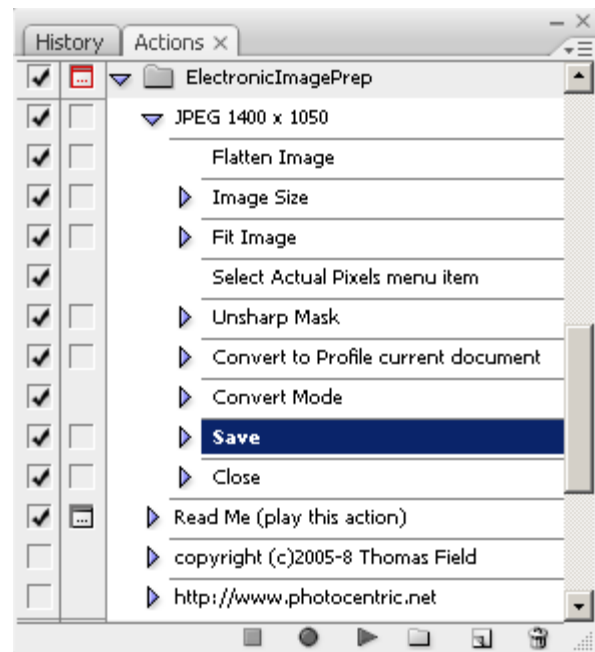 History Actions ×
ElectronicImagePrep
JPEG 1400 x 1050
Flatten Image
Image Size
Fit Image
Select Actual Pixels menu item
Unsharp Mask
Convert to Profile current document
Convert Mode
Save
Close
Read Me (play this action)
copyright (c)2005-8 Thomas Field
http://www.photocentric.net